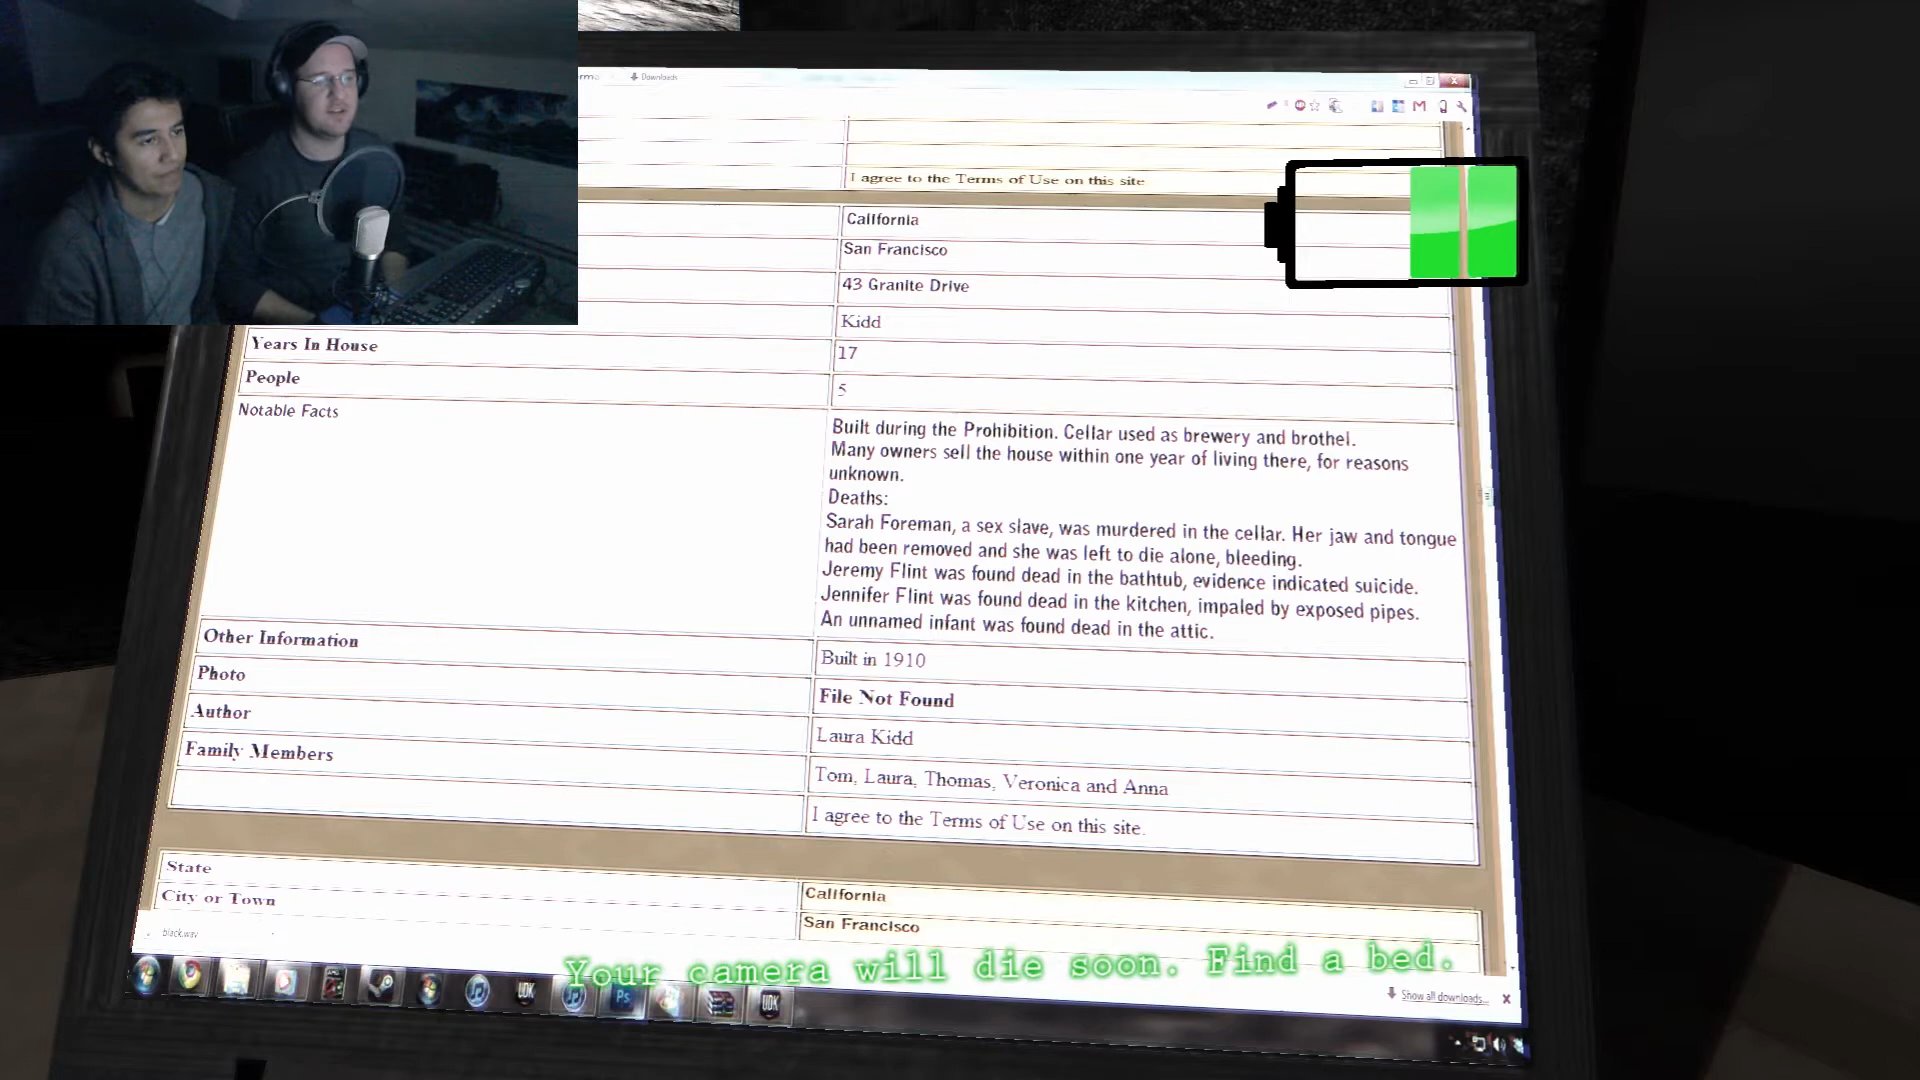 Downloads
I agree to the Terms of Use on this site
California
San Francisco
43 Granite Drive
Kidd
Years In House 17
People 5
Notable Facts
Built during the Prohibition. Cellar used as brewery and brothel.
Many owners sell the house within one year of living there, for reasons
unknown.
Deaths:
Sarah Foreman, a sex slave, was murdered in the cellar. Her jaw and tongue
had been removed and she was left to die alone, bleeding.
Jeremy Flint was found dead in the bathtub, evidence indicated suicide.
Jennifer Flint was found dead in the kitchen, impaled by exposed pipes.
An unnamed infant was found dead in the attic.
Other Information Built in 1910
Photo File Not Found
Author Laura Kidd
Family Members Tom, Laura, Thomas, Veronica and Anna
I agree to the Terms of Use on this site.
State California
City or Town San Francisco
black.wav
Your camera will die soon. Find a bed.
Show all downloads...
UDK
Ps
UDK